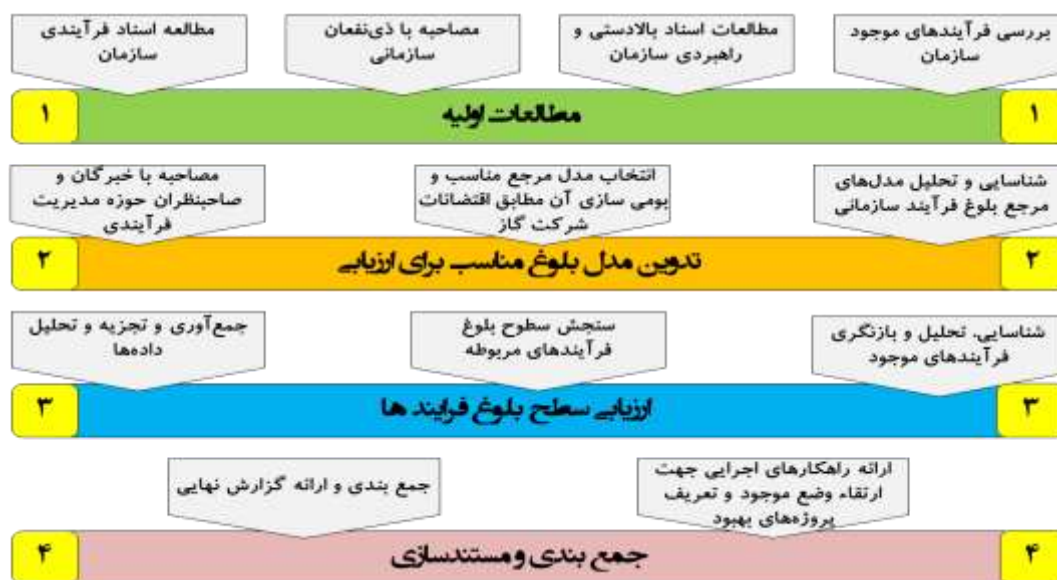 بررسی فرآیندهای موجود
سازمان
مطالعات اسناد بالادستی و
راهبردی سازمان
مصاحبه با ذی‌نفعان
سازمانی
مطالعه اسناد فرآیندی
سازمان
۱
مطالعات اولیه
۱
شناسایی و تحلیل مدل‌های
مرجع بلوغ فرآیند سازمانی
انتخاب مدل مرجع مناسب و
بومی سازی آن مطابق اقتضائات
شرکت گاز
مصاحبه با خبرگان و
صاحبنظران حوزه مدیریت
فرآیندی
۲
تدوین مدل بلوغ مناسب برای ارزیابی
۲
شناسایی، تحلیل و بازنگری
فرآیندهای موجود
سنجش سطوح بلوغ
فرآیندهای مربوطه
جمع‌آوری و تجزیه و تحلیل
داده‌ها
۳
ارزیابی سطح بلوغ فرایند ها
۳
ارائه راهکارهای اجرایی جهت
ارتقاء وضع موجود و تعریف
پروژه‌های بهبود
جمع بندی و ارائه گزارش نهایی
۴
جمع بندی و مستندسازی
۴